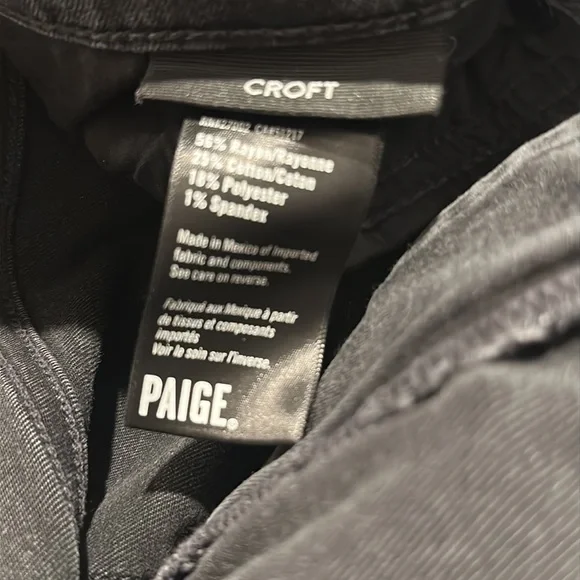 CROFT
56% Rayon/Rayonne
25% Cotton/Coton
18% Polyester
1% Spandex
Made in Mexico of imported
fabric and components.
See care on reverse.
Fabriqué aux Mexique à partir
de tissus et composants
importés
Voir le soin sur l'inverse.
PAIGE.